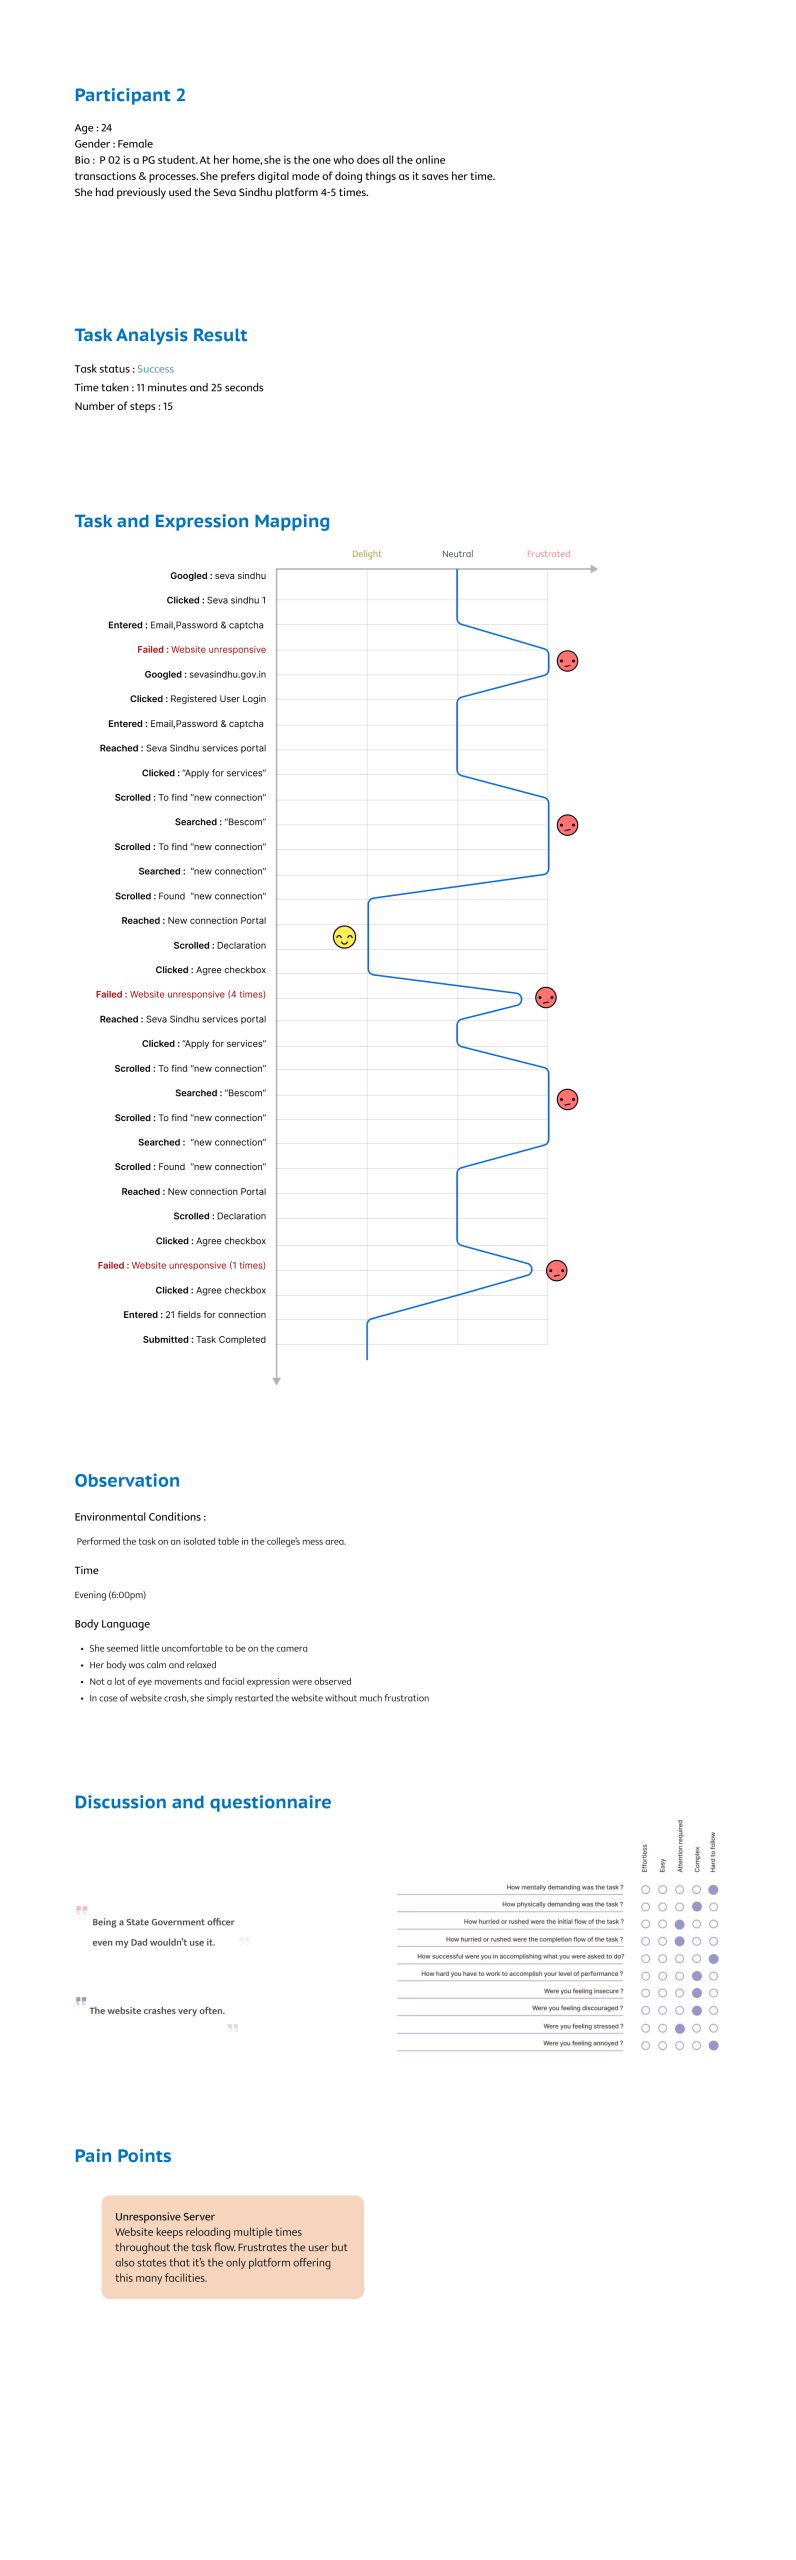 Participant 2
Age : 24
Gender : Female
Bio :  P 02 is a PG student. At her home, she is the one who does all the online
transactions & processes. She prefers digital mode of doing things as it saves her time.
She had previously used the Seva Sindhu platform 4-5 times.
Task Analysis Result
Task status : Success
Time taken : 11 minutes and 25 seconds
Number of steps : 15
Task and Expression Mapping
Delight Neutral Frustrated
Googled : seva sindhu
Clicked : Seva sindhu 1
Entered : Email,Password & captcha
Failed : Website unresponsive
Googled : sevasindhu.gov.in
Clicked : Registered User Login
Entered : Email,Password & captcha
Reached : Seva Sindhu services portal
Clicked : “Apply for services”
Scrolled : To find “new connection”
Searched : “Bescom”
Scrolled : To find “new connection”
Searched :  “new connection”
Scrolled : Found  “new connection”
Reached : New connection Portal
Scrolled : Declaration
Clicked : Agree checkbox
Failed : Website unresponsive (4 times)
Reached : Seva Sindhu services portal
Clicked : “Apply for services”
Scrolled : To find “new connection”
Searched : “Bescom”
Scrolled : To find “new connection”
Searched :  “new connection”
Scrolled : Found  “new connection”
Reached : New connection Portal
Scrolled : Declaration
Clicked : Agree checkbox
Failed : Website unresponsive (1 times)
Clicked : Agree checkbox
Entered : 21 fields for connection
Submitted : Task Completed
Observation
Environmental Conditions :
Performed the task on an isolated table in the college’s mess area.
Time
Evening (6:00pm)
Body Language
• She seemed little uncomfortable to be on the camera
• Her body was calm and relaxed
• Not a lot of eye movements and facial expression were observed
• In case of website crash, she simply restarted the website without much frustration
Discussion and questionnaire
" Being a State Government officer
even my Dad wouldn’t use it. "
" The website crashes very often. "
Effortless
Easy
Attention required
Complex
Hard to follow
How mentally demanding was the task ?
How physically demanding was the task ?
How hurried or rushed were the initial flow of the task ?
How hurried or rushed were the completion flow of the task ?
How successful were you in accomplishing what you were asked to do?
How hard you have to work to accomplish your level of performance ?
Were you feeling insecure ?
Were you feeling discouraged ?
Were you feeling stressed ?
Were you feeling annoyed ?
Pain Points
Unresponsive Server
Website keeps reloading multiple times
throughout the task flow. Frustrates the user but
also states that it’s the only platform offering
this many facilities.